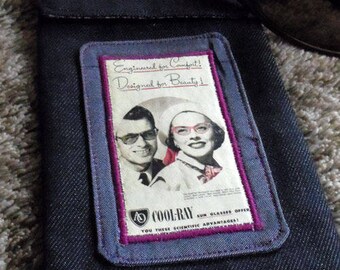 Engineered for Comfort!
Designed for Beauty!
AO COOL-RAY SUN GLASSES OFFER
YOU THESE SCIENTIFIC ADVANTAGES!